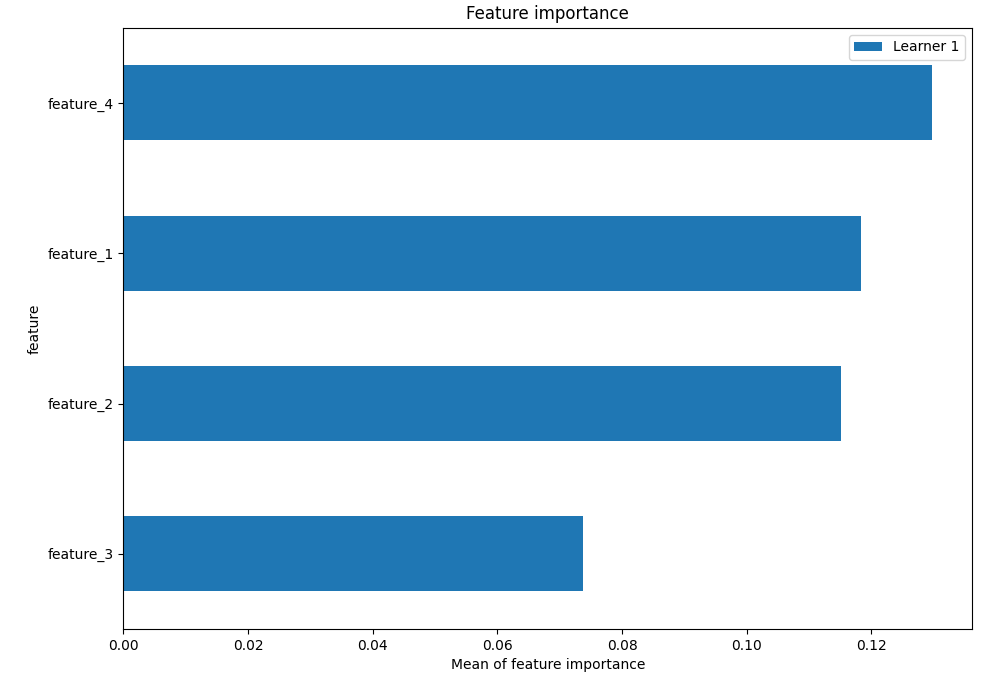 Feature importance
Learner 1
feature_4
feature_1
feature_2
feature_3
feature
0.00 0.02 0.04 0.06 0.08 0.10 0.12
Mean of feature importance